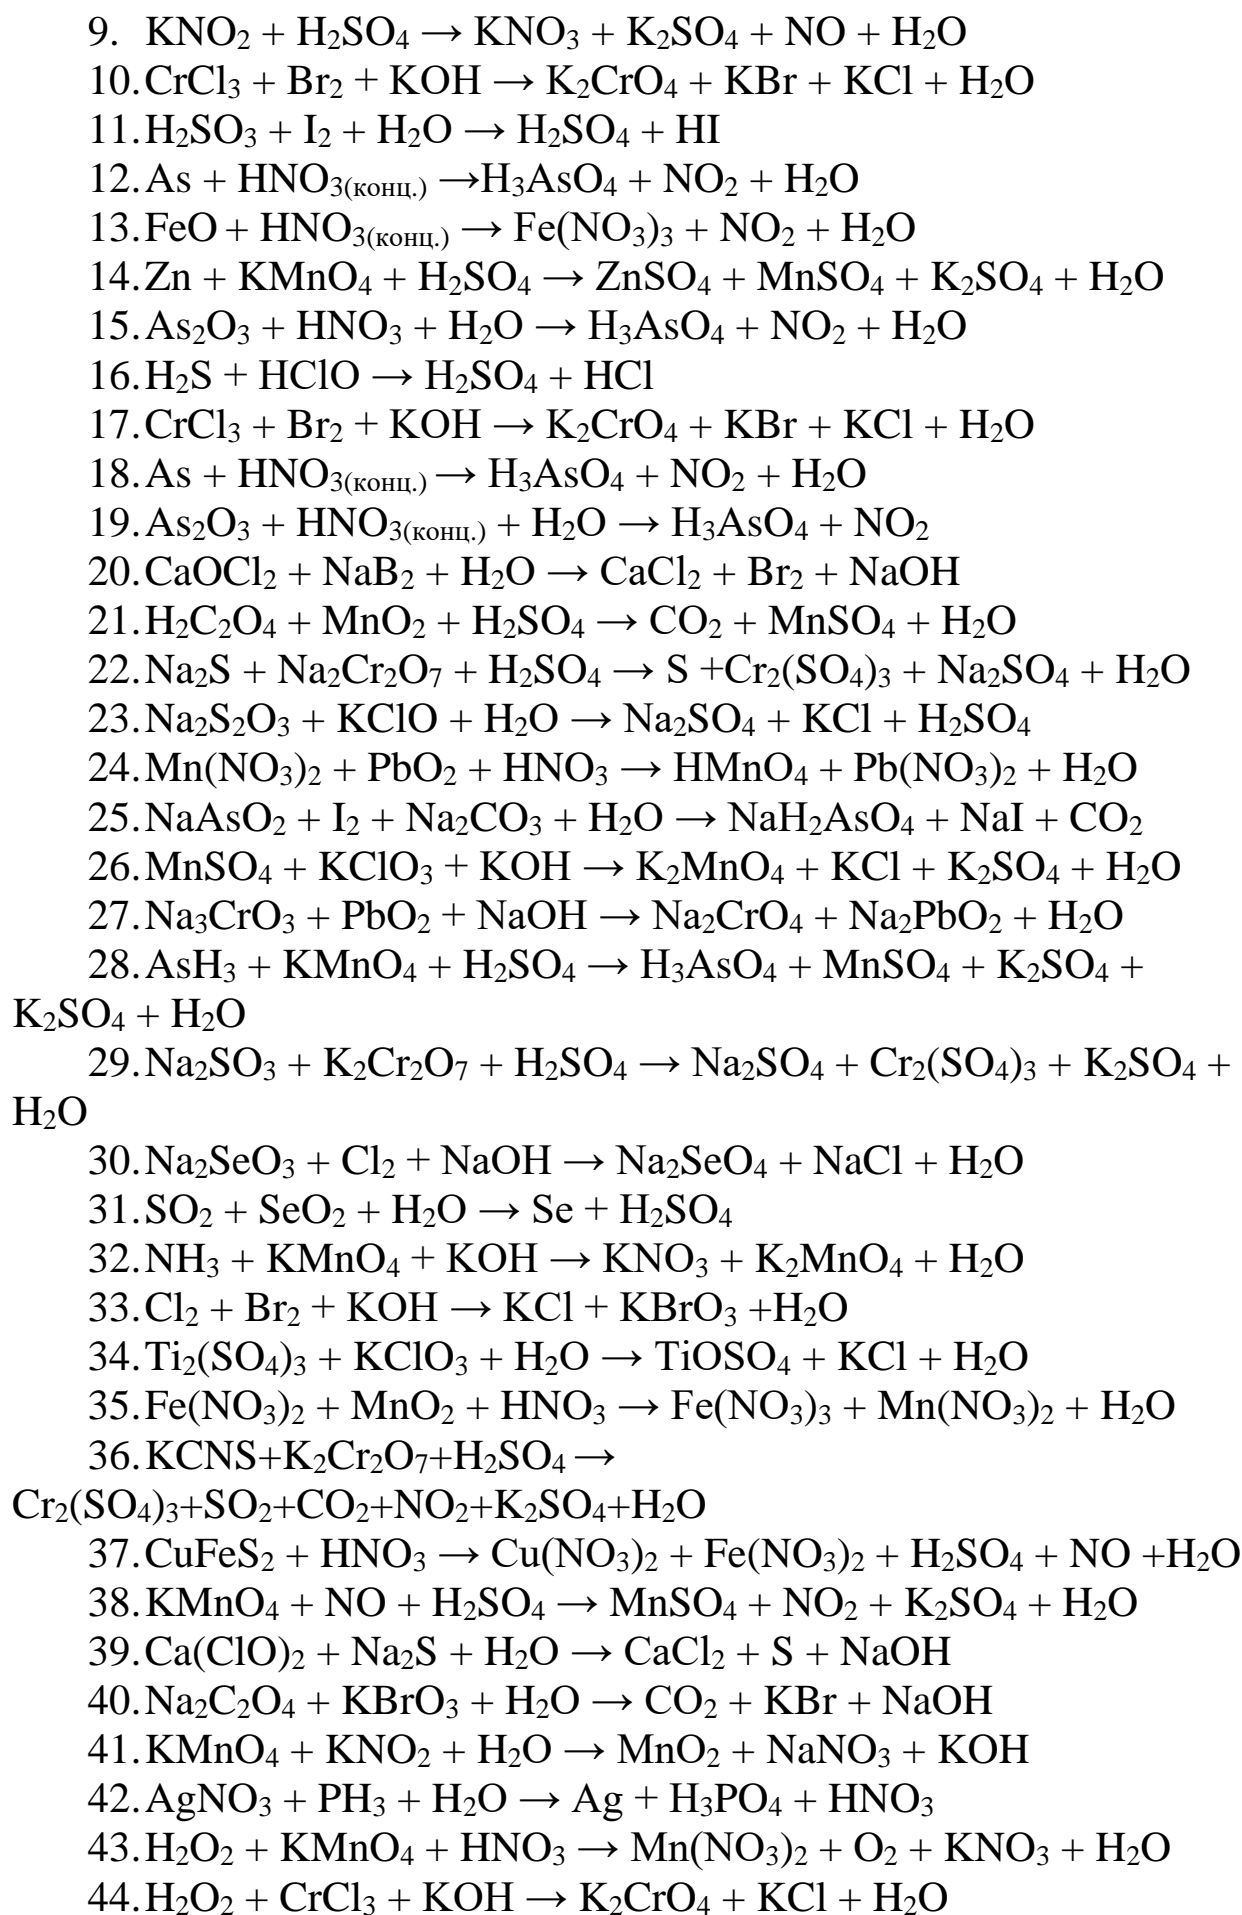 9. KNO₂ + H₂SO₄ → KNO₃ + K₂SO₄ + NO + H₂O
10. CrCl₃ + Br₂ + KOH → K₂CrO₄ + KBr + KCl + H₂O
11. H₂SO₃ + I₂ + H₂O → H₂SO₄ + HI
12. As + HNO₃(конц.) →H₃AsO₄ + NO₂ + H₂O
13. FeO + HNO₃(конц.) → Fe(NO₃)₃ + NO₂ + H₂O
14. Zn + KMnO₄ + H₂SO₄ → ZnSO₄ + MnSO₄ + K₂SO₄ + H₂O
15. As₂O₃ + HNO₃ + H₂O → H₃AsO₄ + NO₂ + H₂O
16. H₂S + HClO → H₂SO₄ + HCl
17. CrCl₃ + Br₂ + KOH → K₂CrO₄ + KBr + KCl + H₂O
18. As + HNO₃(конц.) → H₃AsO₄ + NO₂ + H₂O
19. As₂O₃ + HNO₃(конц.) + H₂O → H₃AsO₄ + NO₂
20. CaOCl₂ + NaB₂ + H₂O → CaCl₂ + Br₂ + NaOH
21. H₂C₂O₄ + MnO₂ + H₂SO₄ → CO₂ + MnSO₄ + H₂O
22. Na₂S + Na₂Cr₂O₇ + H₂SO₄ → S +Cr₂(SO₄)₃ + Na₂SO₄ + H₂O
23. Na₂S₂O₃ + KClO + H₂O → Na₂SO₄ + KCl + H₂SO₄
24. Mn(NO₃)₂ + PbO₂ + HNO₃ → HMnO₄ + Pb(NO₃)₂ + H₂O
25. NaAsO₂ + I₂ + Na₂CO₃ + H₂O → NaH₂AsO₄ + NaI + CO₂
26. MnSO₄ + KClO₃ + KOH → K₂MnO₄ + KCl + K₂SO₄ + H₂O
27. Na₃CrO₃ + PbO₂ + NaOH → Na₂CrO₄ + Na₂PbO₂ + H₂O
28. AsH₃ + KMnO₄ + H₂SO₄ → H₃AsO₄ + MnSO₄ + K₂SO₄ +
K₂SO₄ + H₂O
29. Na₂SO₃ + K₂Cr₂O₇ + H₂SO₄ → Na₂SO₄ + Cr₂(SO₄)₃ + K₂SO₄ +
H₂O
30. Na₂SeO₃ + Cl₂ + NaOH → Na₂SeO₄ + NaCl + H₂O
31. SO₂ + SeO₂ + H₂O → Se + H₂SO₄
32. NH₃ + KMnO₄ + KOH → KNO₃ + K₂MnO₄ + H₂O
33. Cl₂ + Br₂ + KOH → KCl + KBrO₃ +H₂O
34. Ti₂(SO₄)₃ + KClO₃ + H₂O → TiOSO₄ + KCl + H₂O
35. Fe(NO₃)₂ + MnO₂ + HNO₃ → Fe(NO₃)₃ + Mn(NO₃)₂ + H₂O
36. KCNS+K₂Cr₂O₇+H₂SO₄ →
Cr₂(SO₄)₃+SO₂+CO₂+NO₂+K₂SO₄+H₂O
37. CuFeS₂ + HNO₃ → Cu(NO₃)₂ + Fe(NO₃)₂ + H₂SO₄ + NO +H₂O
38. KMnO₄ + NO + H₂SO₄ → MnSO₄ + NO₂ + K₂SO₄ + H₂O
39. Ca(ClO)₂ + Na₂S + H₂O → CaCl₂ + S + NaOH
40. Na₂C₂O₄ + KBrO₃ + H₂O → CO₂ + KBr + NaOH
41. KMnO₄ + KNO₂ + H₂O → MnO₂ + NaNO₃ + KOH
42. AgNO₃ + PH₃ + H₂O → Ag + H₃PO₄ + HNO₃
43. H₂O₂ + KMnO₄ + HNO₃ → Mn(NO₃)₂ + O₂ + KNO₃ + H₂O
44. H₂O₂ + CrCl₃ + KOH → K₂CrO₄ + KCl + H₂O